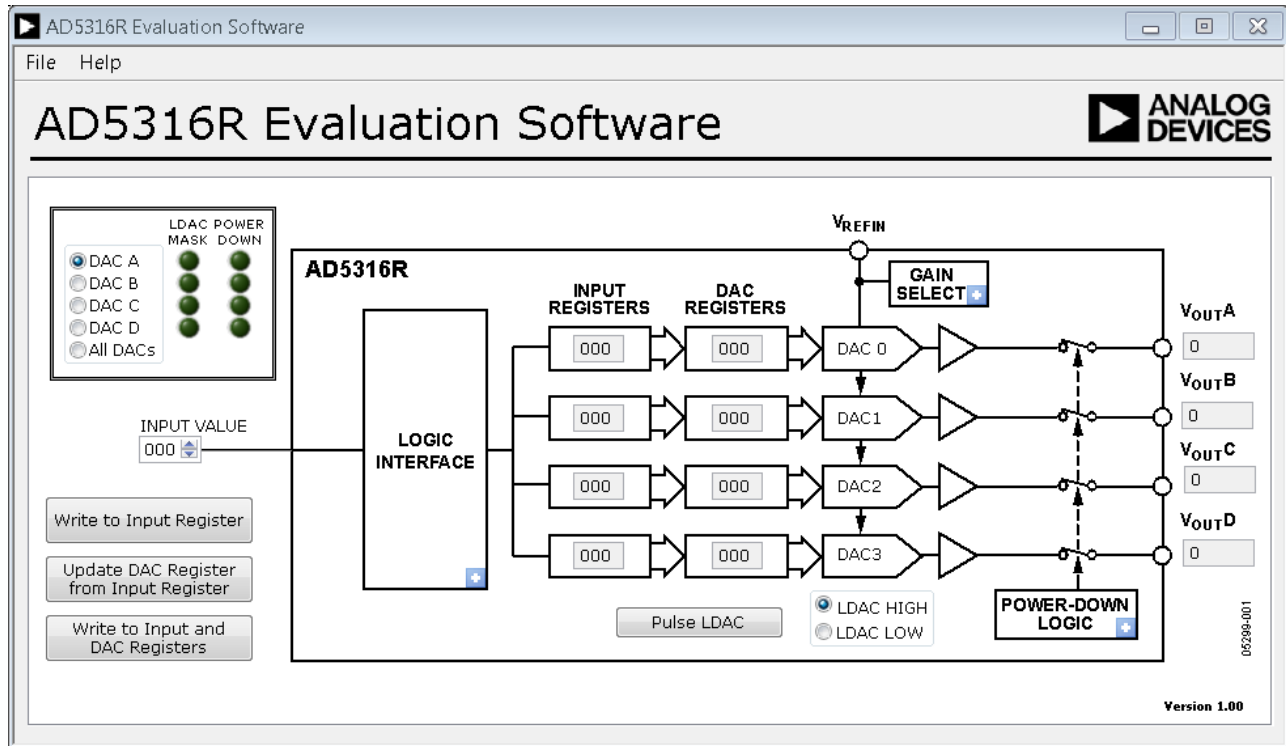 AD5316R Evaluation Software
File Help
AD5316R Evaluation Software
ANALOG
DEVICES
LDAC POWER
MASK DOWN
DAC A
DAC B
DAC C
DAC D
All DACs
INPUT VALUE
000
Write to Input Register
Update DAC Register
from Input Register
Write to Input and
DAC Registers
AD5316R
LOGIC
INTERFACE
INPUT
REGISTERS
DAC
REGISTERS
VREFIN
GAIN
SELECT
000 000 DAC 0
000 000 DAC1
000 000 DAC2
000 000 DAC3
Pulse LDAC
LDAC HIGH
LDAC LOW
POWER-DOWN
LOGIC
VOUTA
0
VOUTB
0
VOUTC
0
VOUTD
0
05299-001
Version 1.00